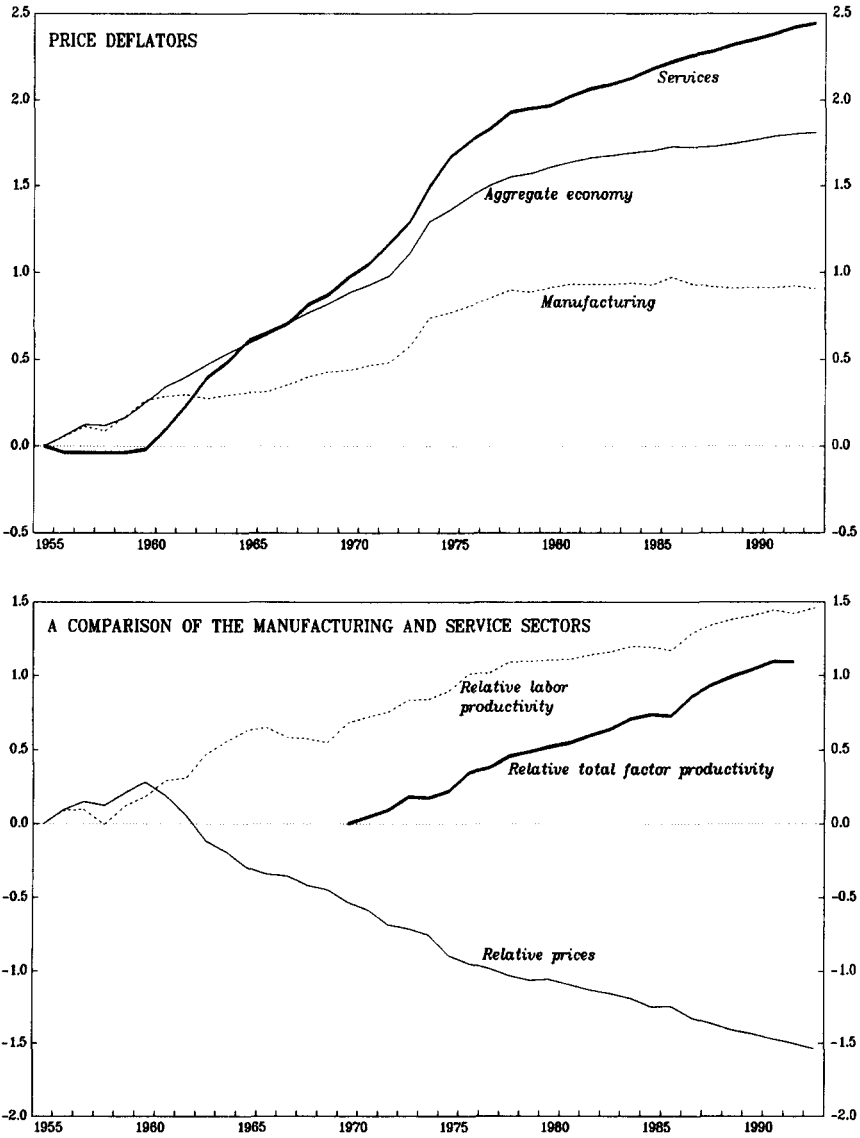 PRICE DEFLATORS
2.5 2.5
Services
2.0 2.0
Aggregate economy
1.5 1.5
1.0 1.0
Manufacturing
0.5 0.5
0.0 0.0
-0.5 -0.5
1955 1960 1965 1970 1975 1980 1985 1990
A COMPARISON OF THE MANUFACTURING AND SERVICE SECTORS
1.5 1.5
1.0 1.0
Relative labor
productivity
0.5 0.5
Relative total factor productivity
0.0 0.0
-0.5 -0.5
Relative prices
-1.0 -1.0
-1.5 -1.5
-2.0 -2.0
1955 1960 1965 1970 1975 1980 1985 1990